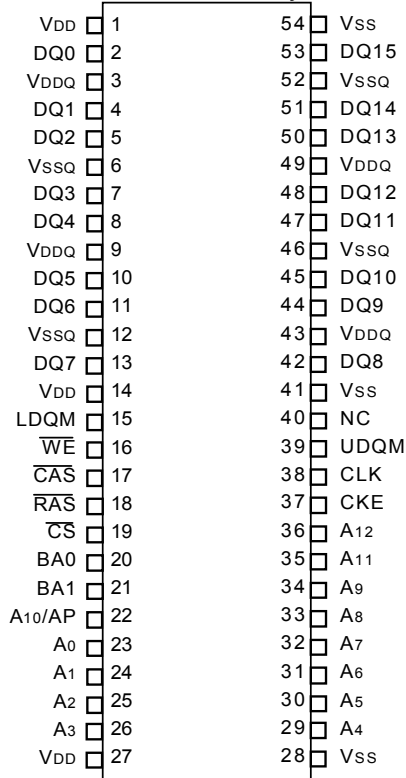 VDD 1 54 VSS
DQ0 2 53 DQ15
VDDQ 3 52 VSSQ
DQ1 4 51 DQ14
DQ2 5 50 DQ13
VSSQ 6 49 VDDQ
DQ3 7 48 DQ12
DQ4 8 47 DQ11
VDDQ 9 46 VSSQ
DQ5 10 45 DQ10
DQ6 11 44 DQ9
VSSQ 12 43 VDDQ
DQ7 13 42 DQ8
VDD 14 41 VSS
LDQM 15 40 NC
W̅E̅ 16 39 UDQM
C̅A̅S̅ 17 38 CLK
R̅A̅S̅ 18 37 CKE
C̅S̅ 19 36 A12
BA0 20 35 A11
BA1 21 34 A9
A10/AP 22 33 A8
A0 23 32 A7
A1 24 31 A6
A2 25 30 A5
A3 26 29 A4
VDD 27 28 VSS